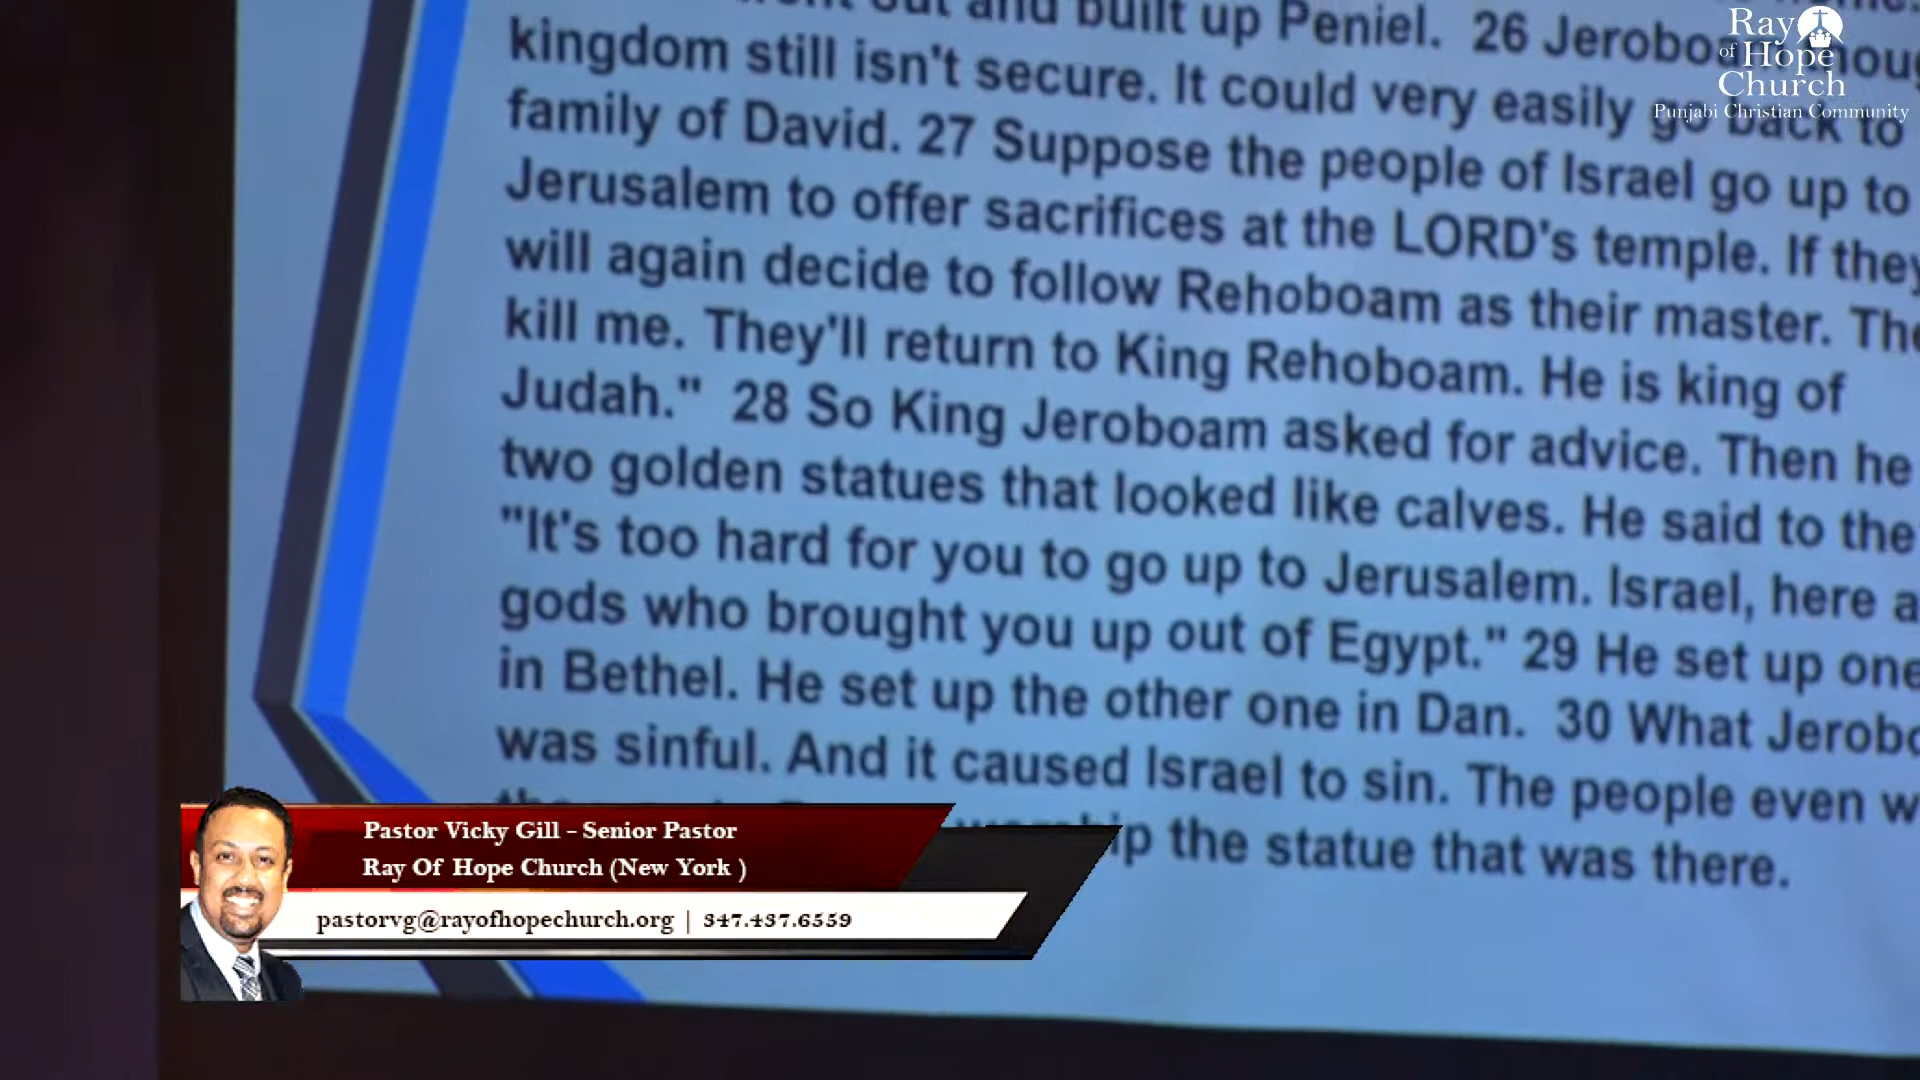 out and built up Peniel. 26
kingdom still isn't secure. It could very easily go back to
family of David. 27 Suppose the people of Israel go up to
Jerusalem to offer sacrifices at the LORD's temple. If they
will again decide to follow Rehoboam as their master.
kill me. They'll return to King Rehoboam. He is king of
Judah." 28 So King Jeroboam asked for advice. Then he
two golden statues that looked like calves. He said to the
"It's too hard for you to go up to Jerusalem. Israel, here
gods who brought you up out of Egypt." 29 He set up one
in Bethel. He set up the other one in Dan. 30 What
was sinful. And it caused Israel to sin. The people even
the statue that was there.
Ray
of Hope
Church
Punjabi Christian Community
Pastor Vicky Gill - Senior Pastor
Ray Of Hope Church (New York )
pastorvg@rayofhopechurch.org | 347.437.6559